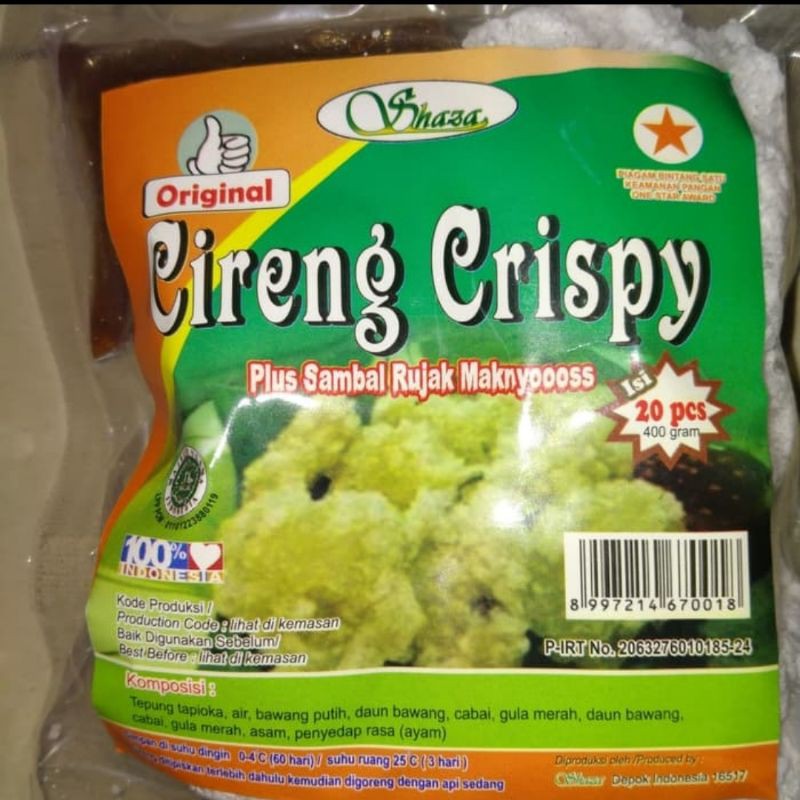 Shaza
Original
PIAGAM BINTANG SATU
KEAMANAN PANGAN
ONE STAR AWARD
Cireng Crispy
Plus Sambal Rujak Maknyoooss
Isi
20 pcs
400 gram
100%
INDONESIA
8 997214 670018
Kode Produksi /
Production Code : lihat di kemasan
Baik Digunakan Sebelum/
Best Before : lihat di kemasan
P-IRT No. 2063276010185-24
Komposisi :
Tepung tapioka, air, bawang putih, daun bawang, cabai, gula merah, daun bawang,
cabai, gula merah, asam, penyedap rasa (ayam)
di suhu dingin 0-4°C (60 hari) / suhu ruang 25°C ( 3 hari )
terlebih dahulu kemudian digoreng dengan api sedang
Diproduksi oleh /Produced by :
Shaza Depok Indonesia 16517